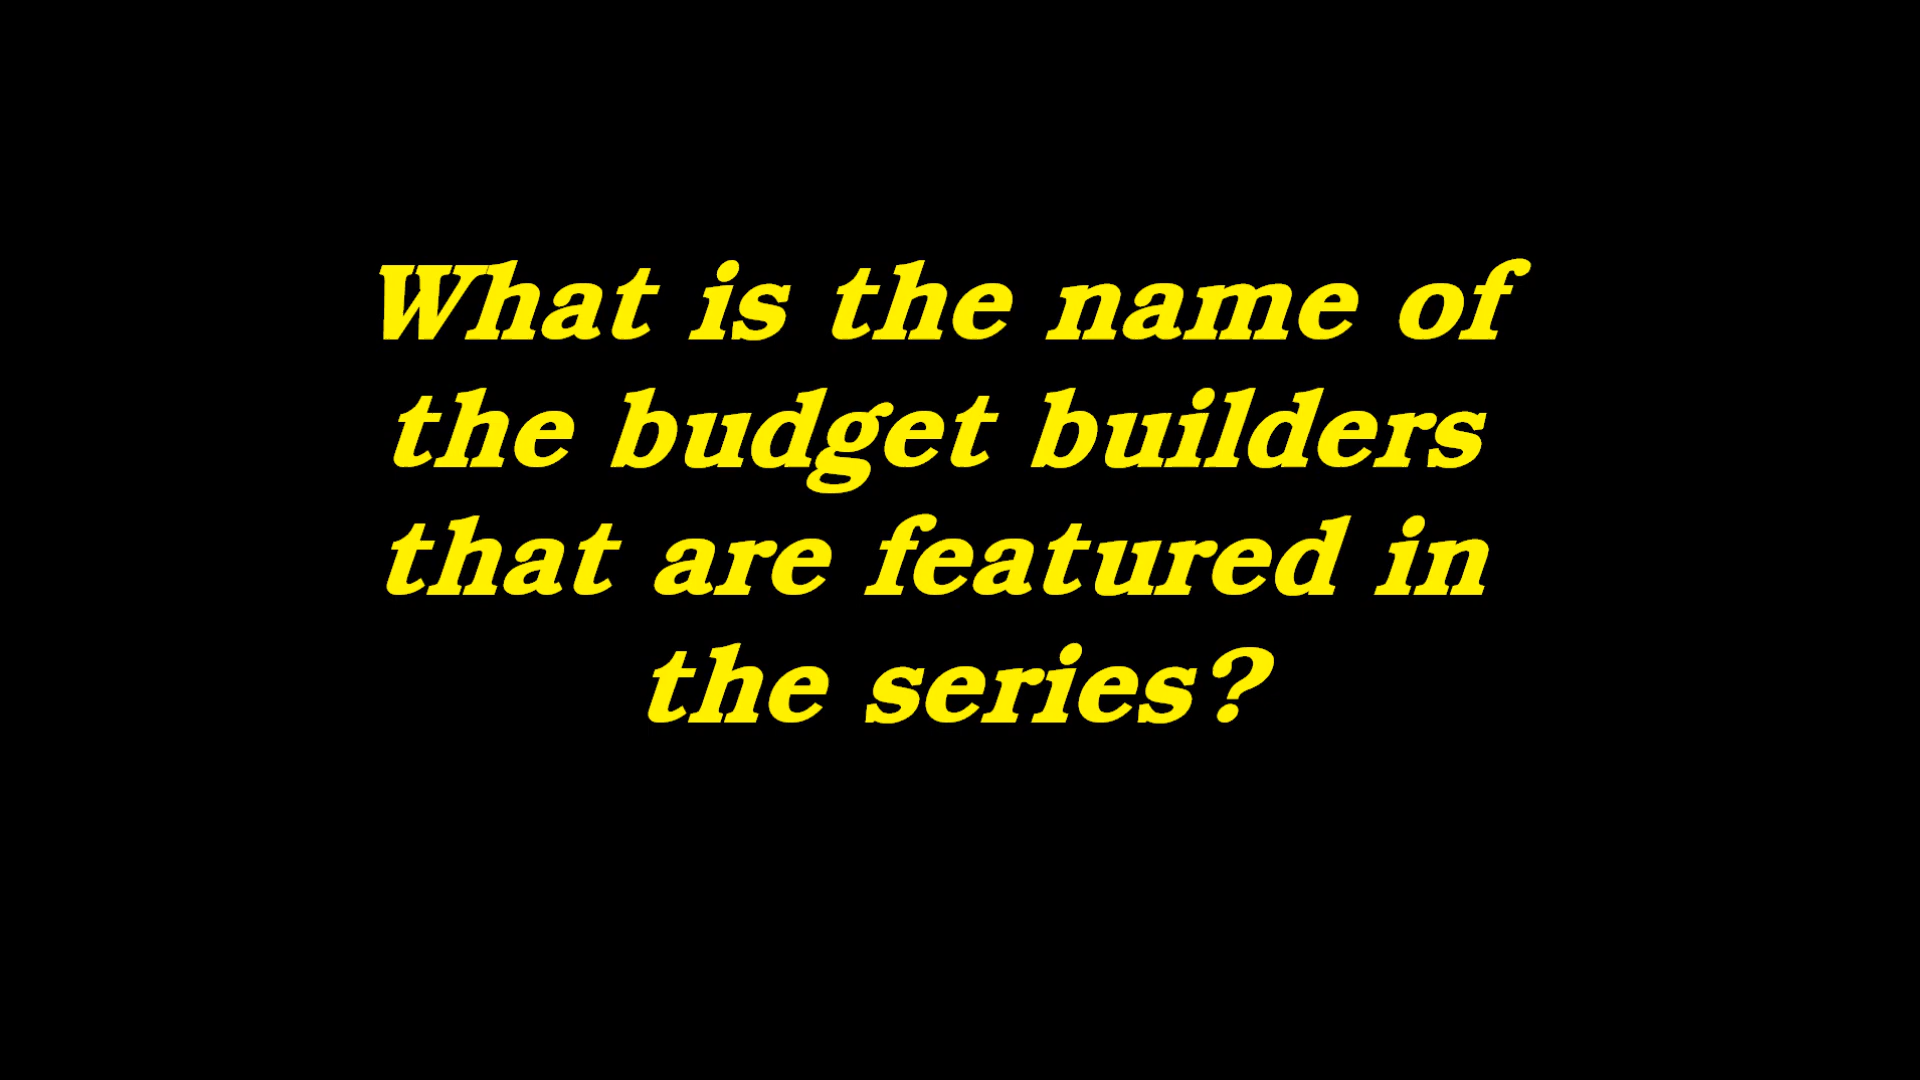 What is the name of
the budget builders
that are featured in
the series?